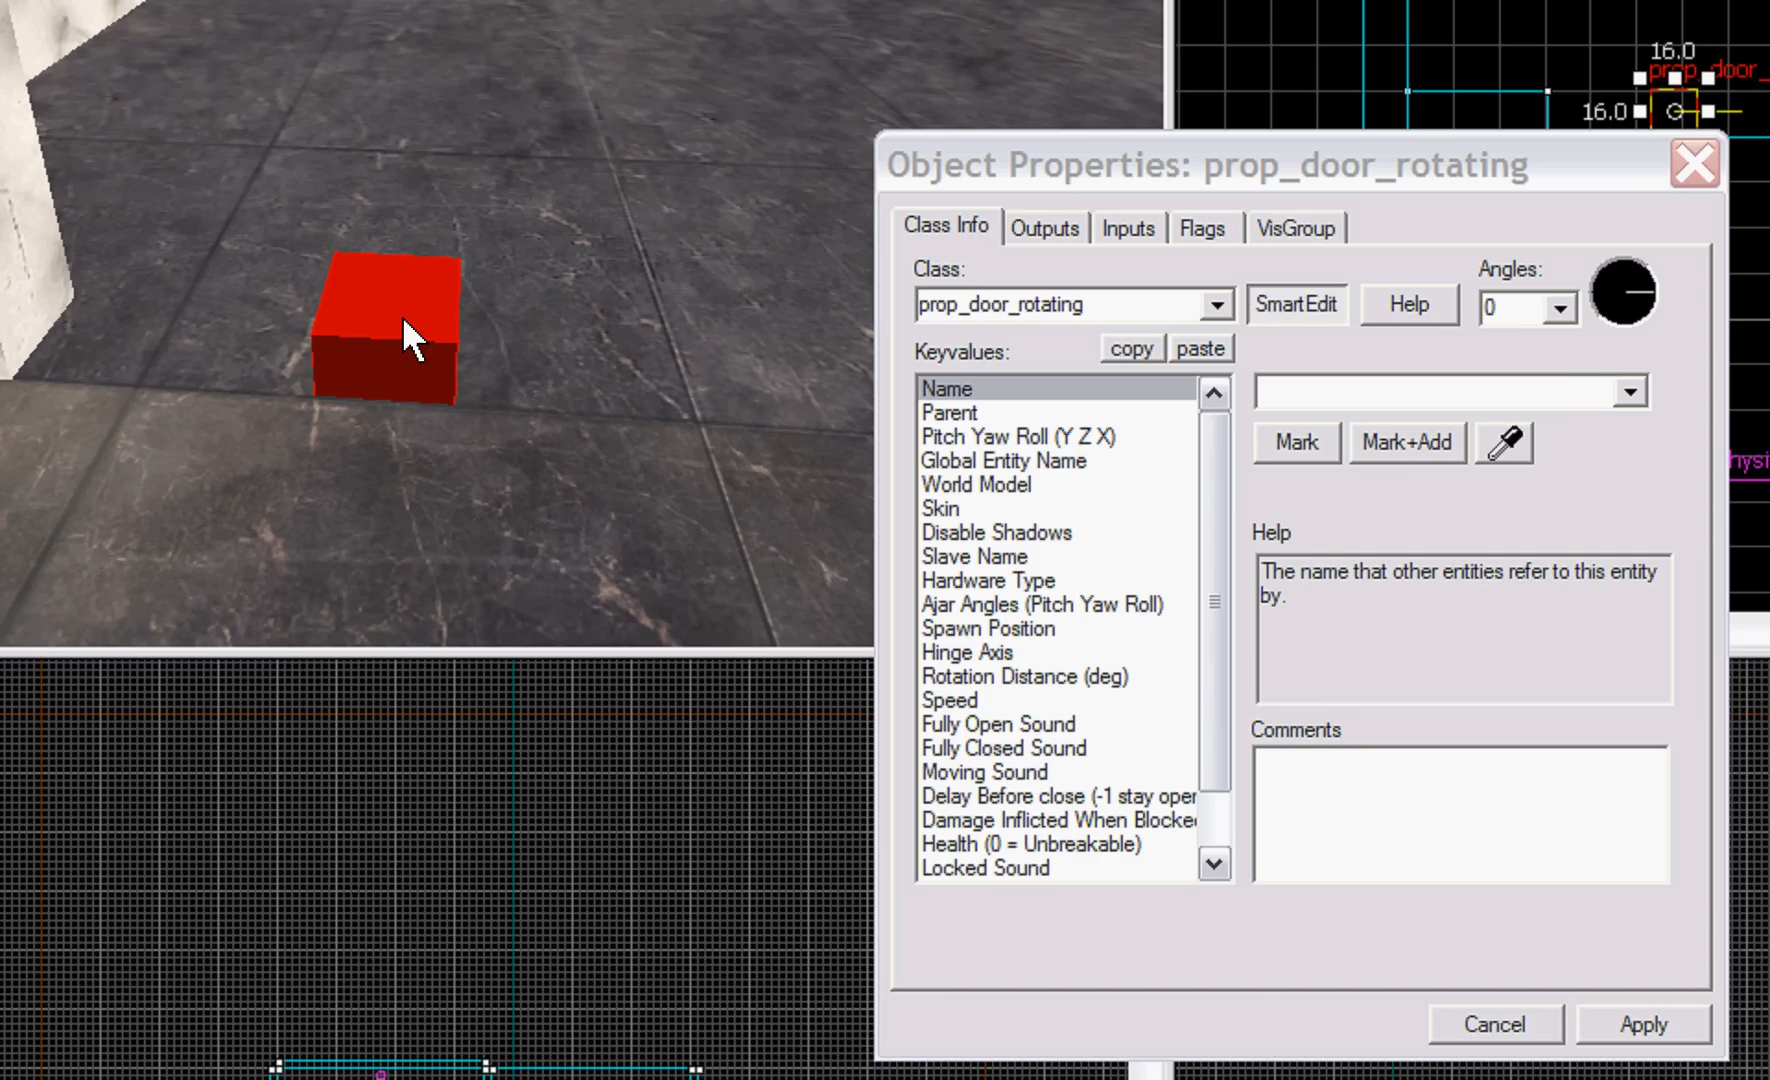 16.0
prop_door_
16.0
Object Properties: prop_door_rotating
Class Info
Outputs
Inputs
Flags
VisGroup
Class:
Angles:
prop_door_rotating
SmartEdit
Help
0
Keyvalues:
copy
paste
Name
Parent
Pitch Yaw Roll (Y Z X)
Global Entity Name
World Model
Skin
Disable Shadows
Slave Name
Hardware Type
Ajar Angles (Pitch Yaw Roll)
Spawn Position
Hinge Axis
Rotation Distance (deg)
Speed
Fully Open Sound
Fully Closed Sound
Moving Sound
Delay Before close (-1 stay open
Damage Inflicted When Blocked
Health (0 = Unbreakable)
Locked Sound
Mark
Mark+Add
hysi
Help
The name that other entities refer to this entity
by.
Comments
Cancel
Apply